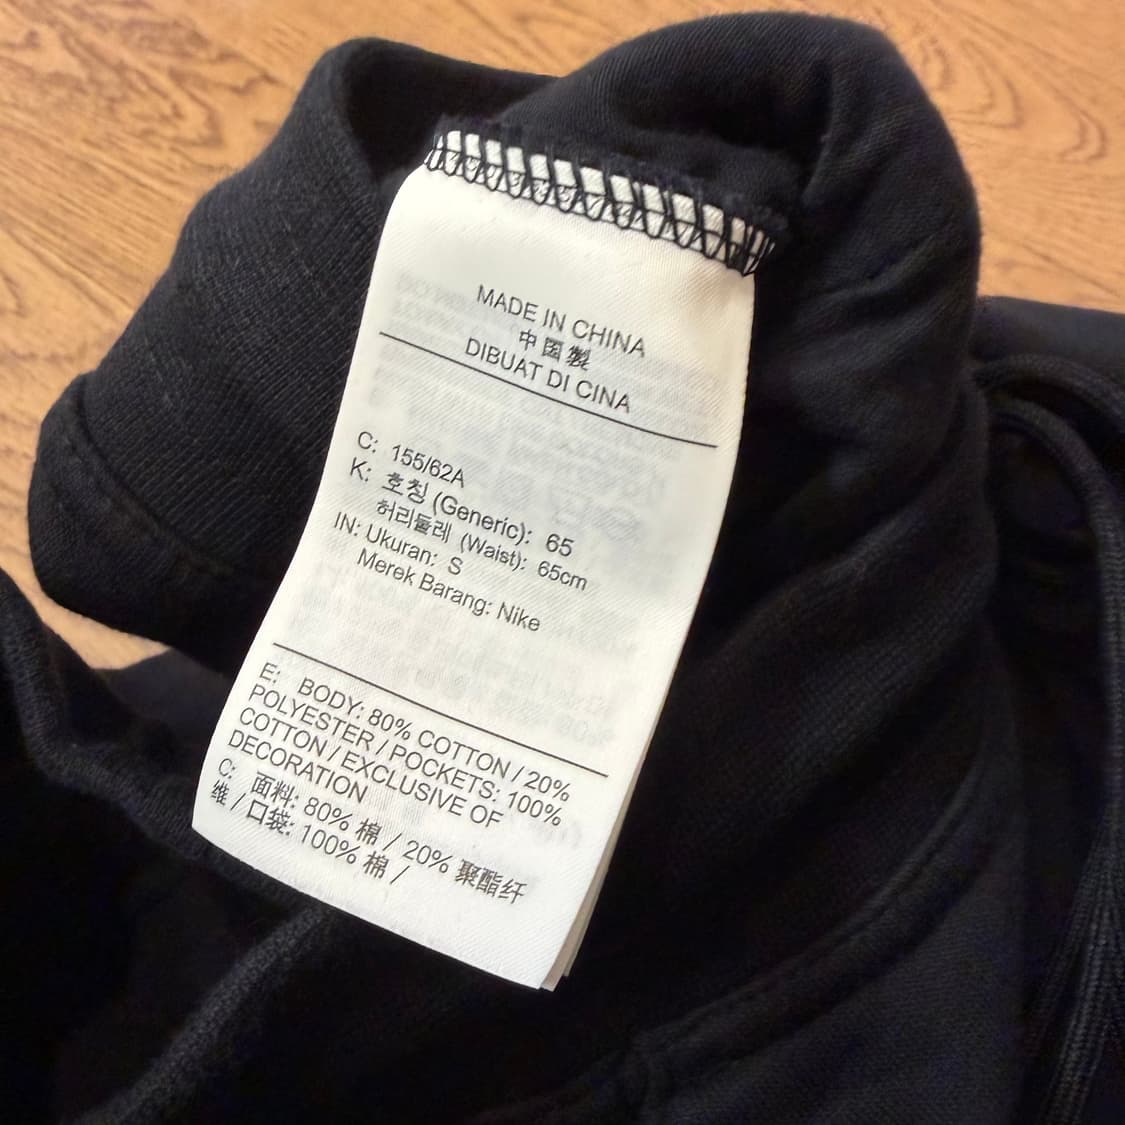 MADE IN CHINA
中国製
DIBUAT DI CINA
C: 155/62A
K: 호칭 (Generic): 65
허리둘레 (Waist): 65cm
IN: Ukuran: S
Merek Barang: Nike
E: BODY: 80% COTTON / 20%
POLYESTER / POCKETS: 100%
COTTON / EXCLUSIVE OF
DECORATION
C: 面料: 80% 棉 / 20% 聚酯纤
维 / 口袋: 100% 棉 /